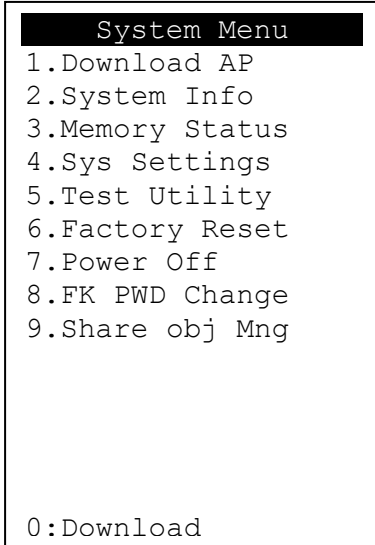 System Menu
1.Download AP
2.System Info
3.Memory Status
4.Sys Settings
5.Test Utility
6.Factory Reset
7.Power Off
8.FK PWD Change
9.Share obj Mng
0:Download